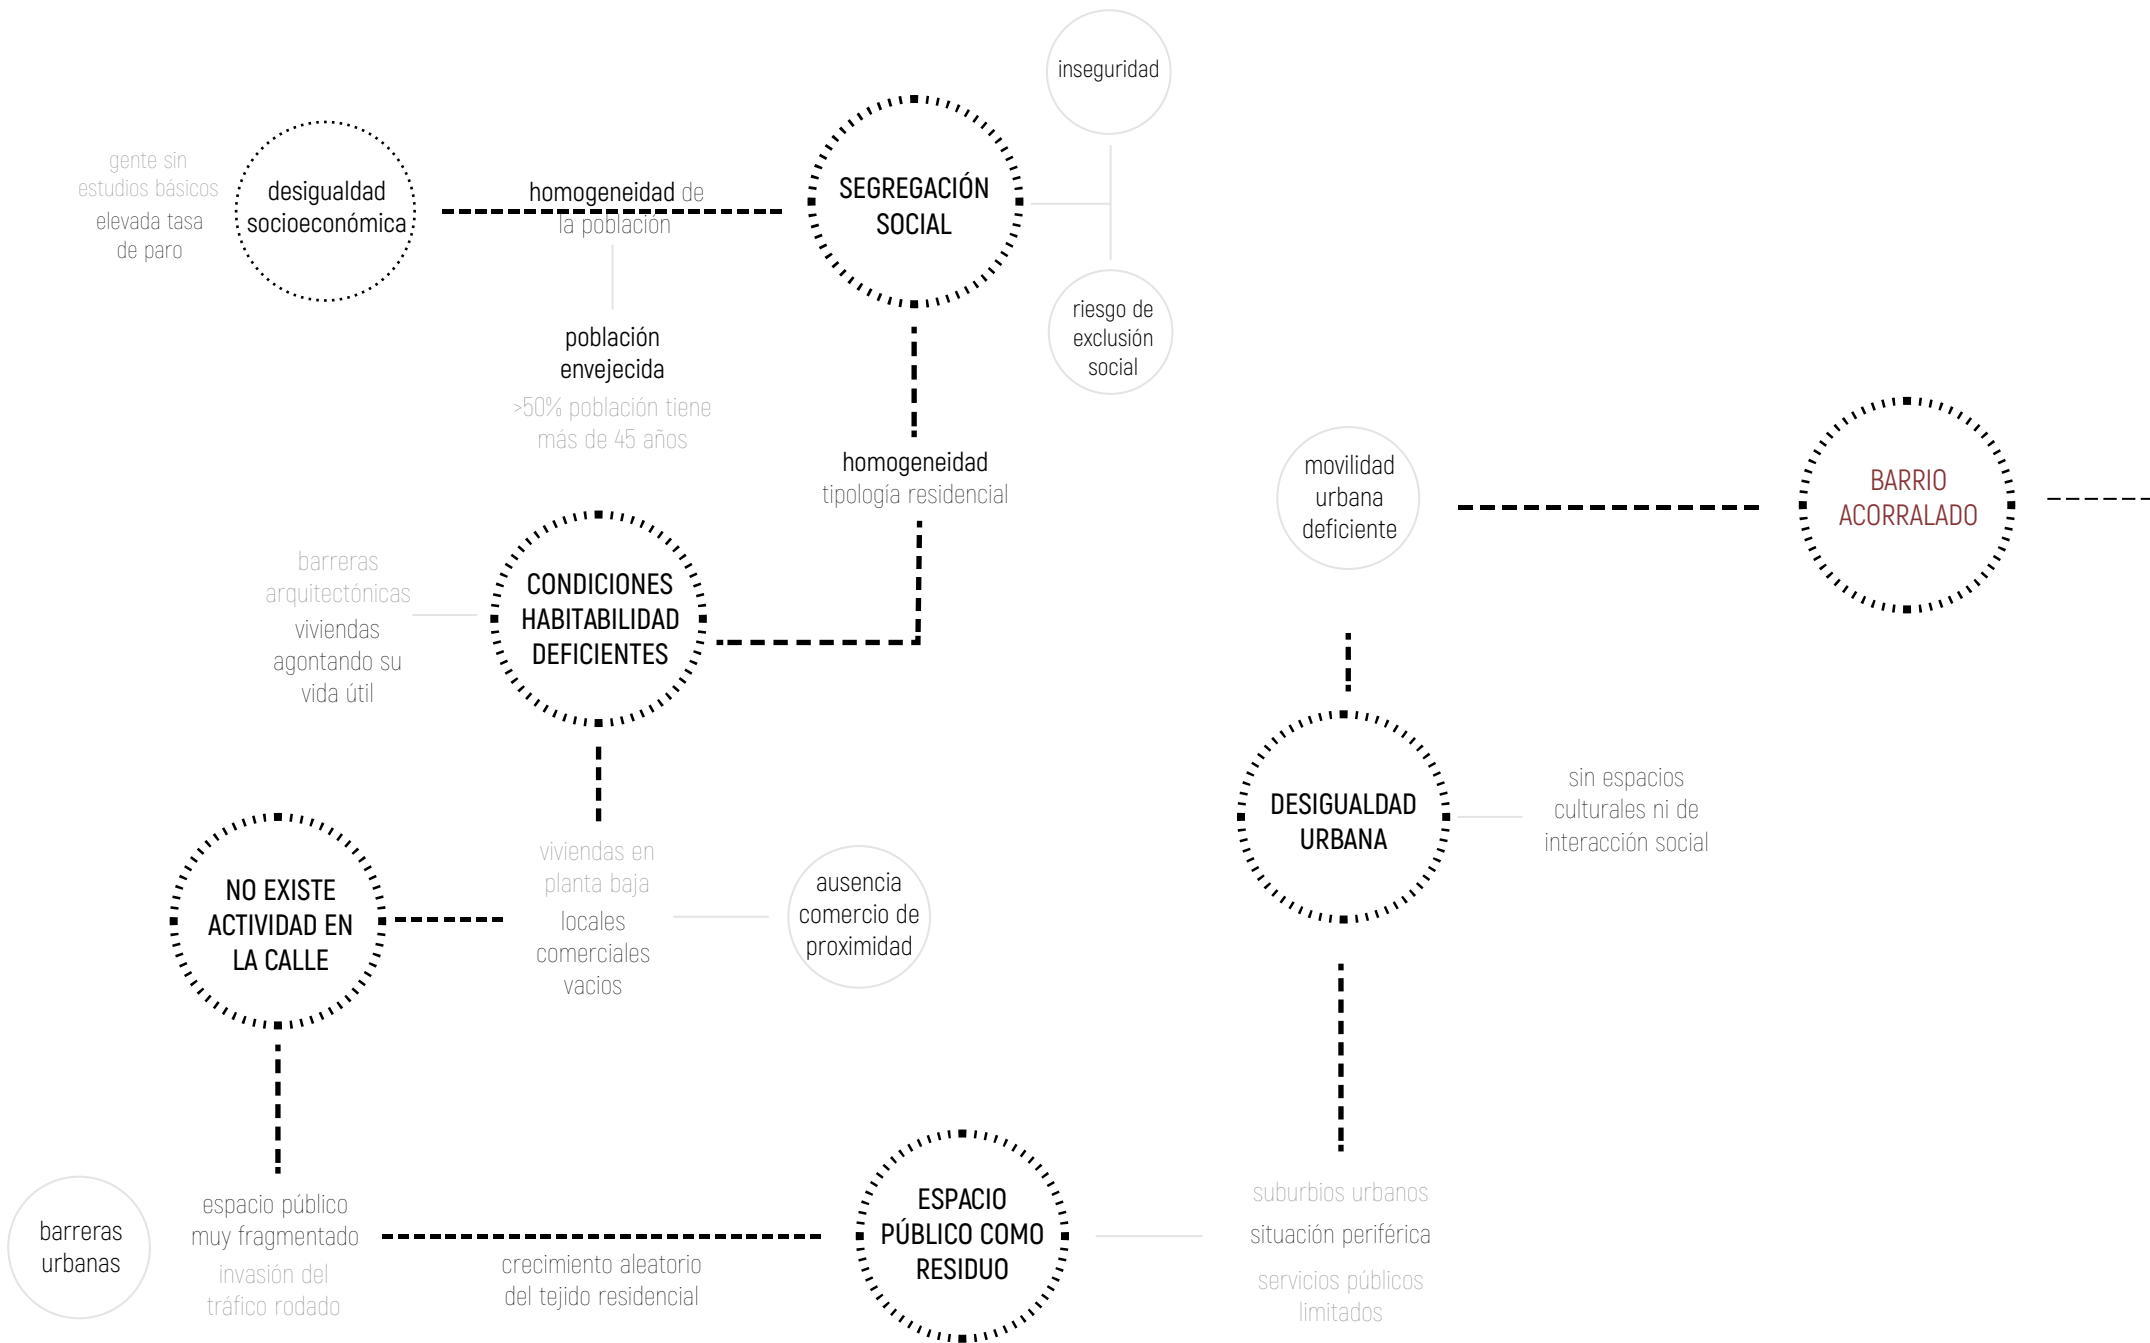 inseguridad
gente sin
estudios básicos
elevada tasa
de paro
desigualdad
socioeconómica
homogeneidad de
la población
SEGREGACIÓN
SOCIAL
riesgo de
exclusión
social
población
envejecida
>50% población tiene
más de 45 años
homogeneidad
tipología residencial
movilidad
urbana
deficiente
BARRIO
ACORRALADO
barreras
arquitectónicas
viviendas
agontando su
vida útil
CONDICIONES
HABITABILIDAD
DEFICIENTES
DESIGUALDAD
URBANA
sin espacios
culturales ni de
interacción social
NO EXISTE
ACTIVIDAD EN
LA CALLE
viviendas en
planta baja
locales
comerciales
vacios
ausencia
comercio de
proximidad
barreras
urbanas
espacio público
muy fragmentado
invasión del
tráfico rodado
crecimiento aleatorio
del tejido residencial
ESPACIO
PÚBLICO COMO
RESIDUO
suburbios urbanos
situación periférica
servicios públicos
limitados